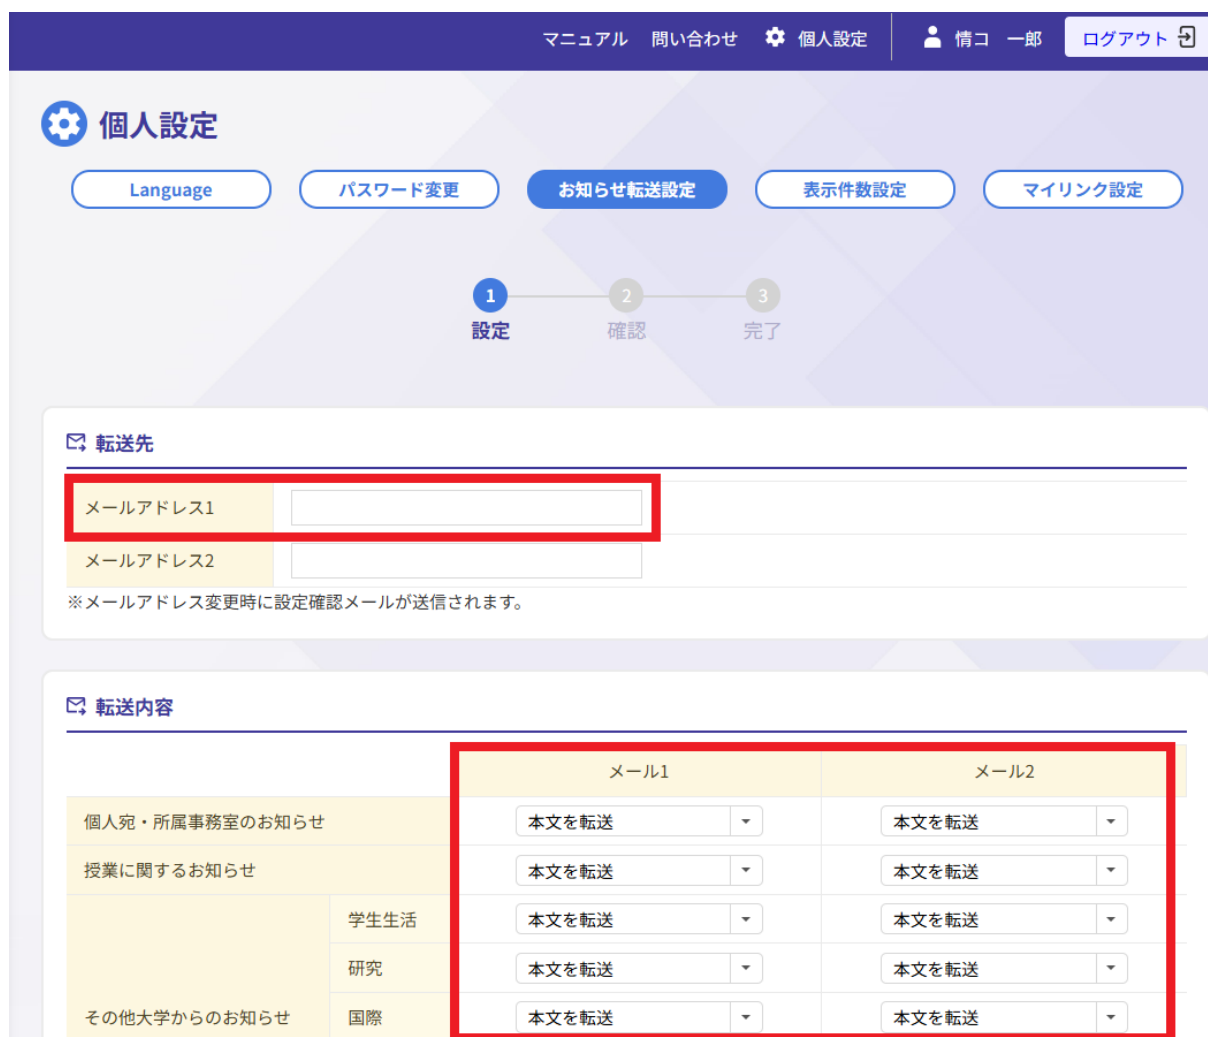 マニュアル 問い合わせ 個人設定 情コ 一郎 ログアウト
個人設定
Language パスワード変更 お知らせ転送設定 表示件数設定 マイリンク設定
1 2 3
設定 確認 完了
転送先
メールアドレス1
メールアドレス2
※メールアドレス変更時に設定確認メールが送信されます。
転送内容
メール1 メール2
個人宛・所属事務室のお知らせ 本文を転送 本文を転送
授業に関するお知らせ 本文を転送 本文を転送
学生生活 本文を転送 本文を転送
研究 本文を転送 本文を転送
その他大学からのお知らせ 国際 本文を転送 本文を転送